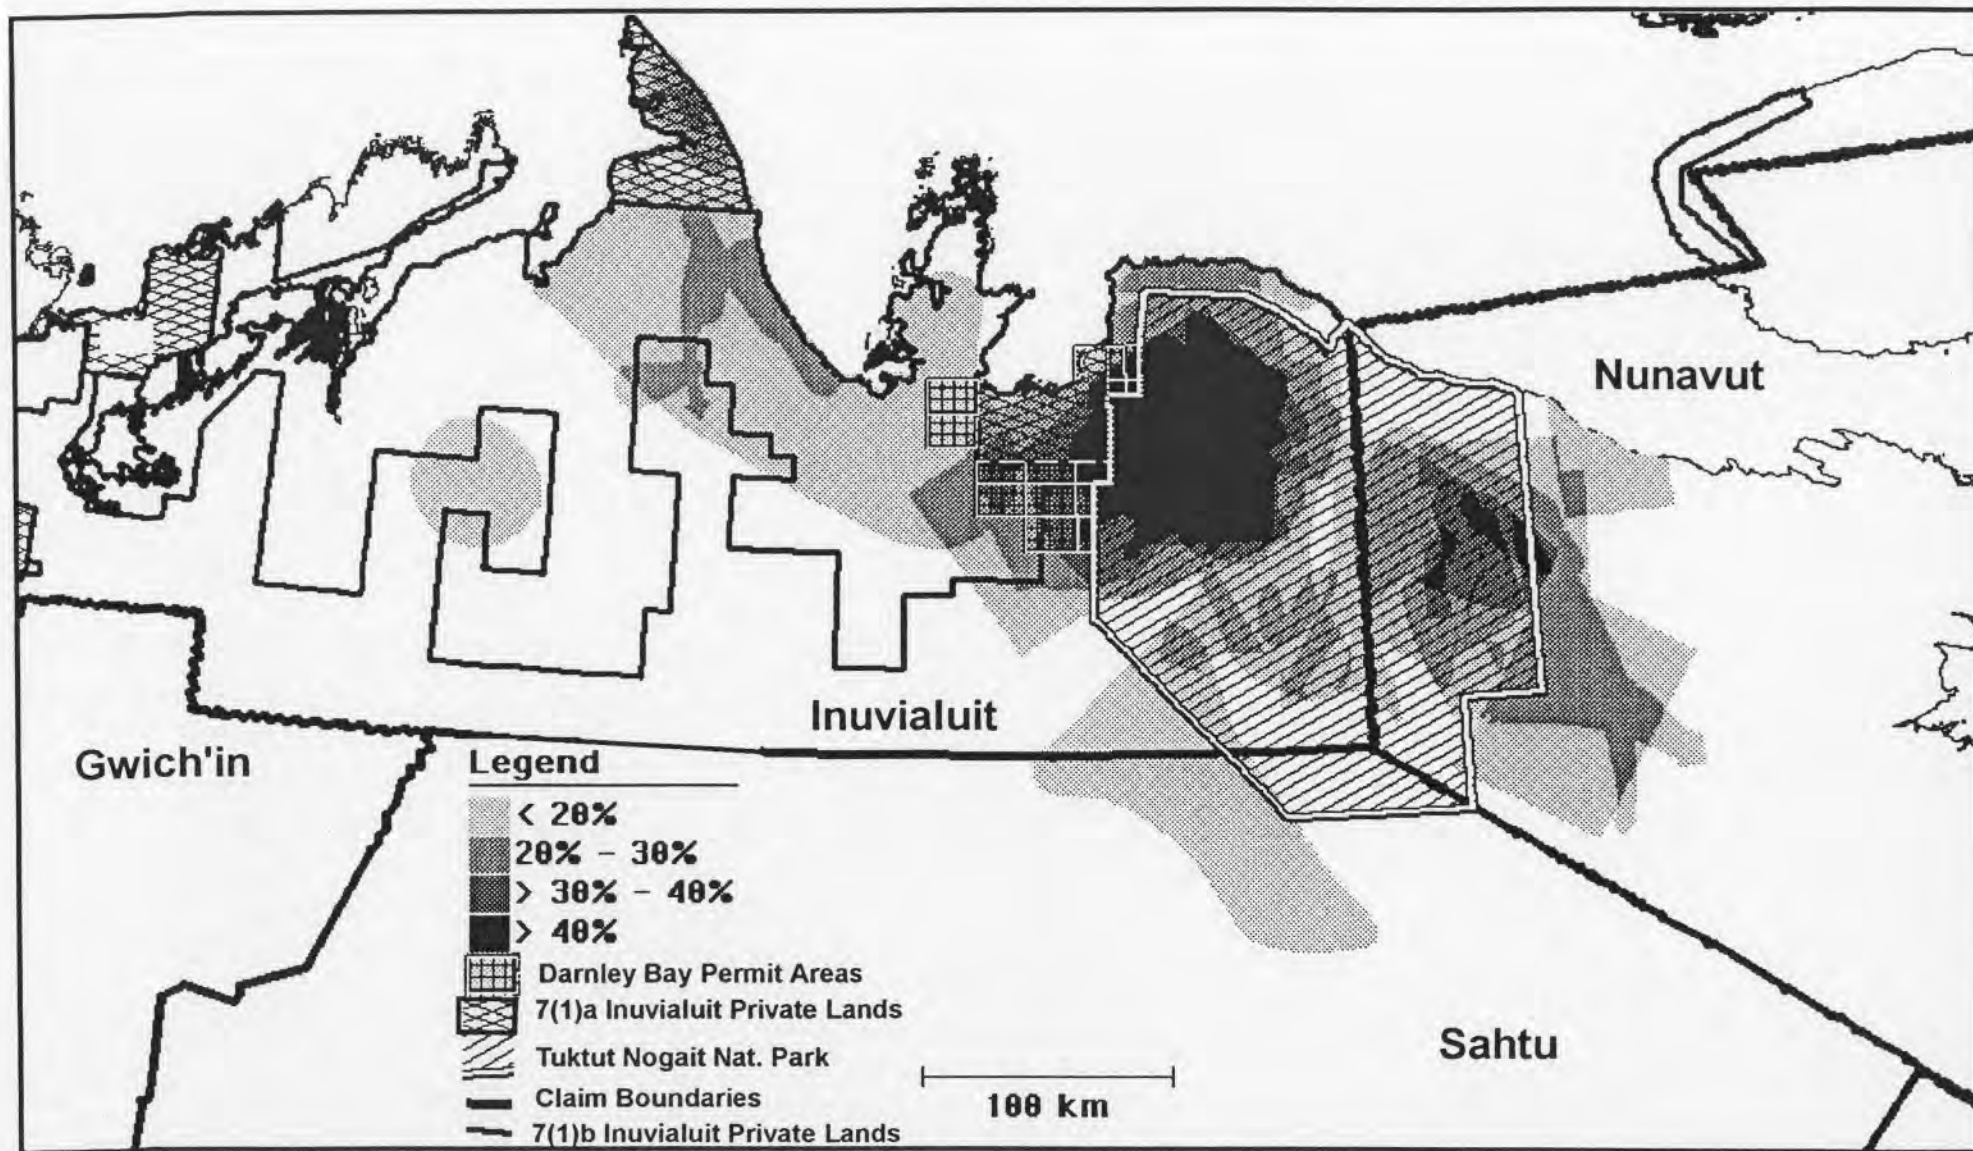 Nunavut
Inuvialuit
Gwich'in
Legend
< 20%
20% - 30%
> 30% - 40%
> 40%
Darnley Bay Permit Areas
7(1)a Inuvialuit Private Lands
Tuktut Nogait Nat. Park
Claim Boundaries
7(1)b Inuvialuit Private Lands
100 km
Sahtu